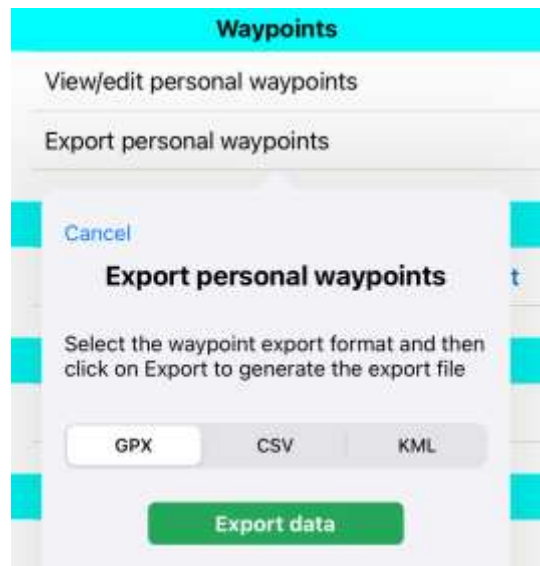 Waypoints
View/edit personal waypoints
Export personal waypoints
Cancel
Export personal waypoints
t
Select the waypoint export format and then
click on Export to generate the export file
GPX CSV KML
Export data